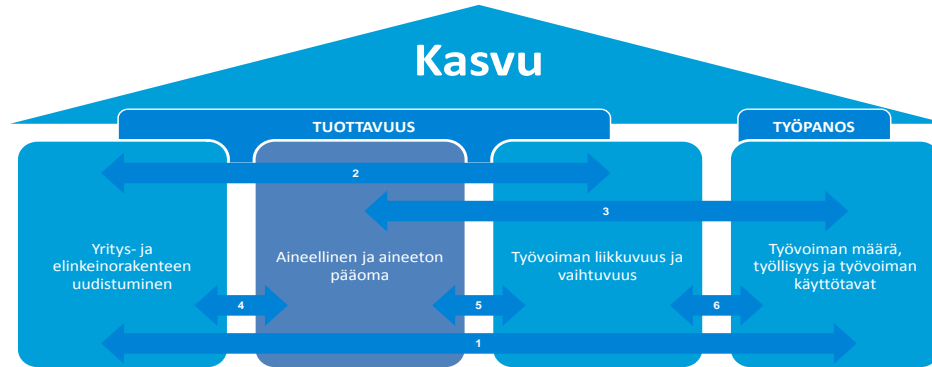 Kasvu
TUOTTAVUUS
TYÖPANOS
2
3
Yritys- ja
elinkeinorakenteen
uudistuminen
Aineellinen ja aineeton
pääoma
Työvoiman liikkuvuus ja
vaihtuvuus
Työvoiman määrä,
työllisyys ja työvoiman
käyttötavat
4
5
6
1